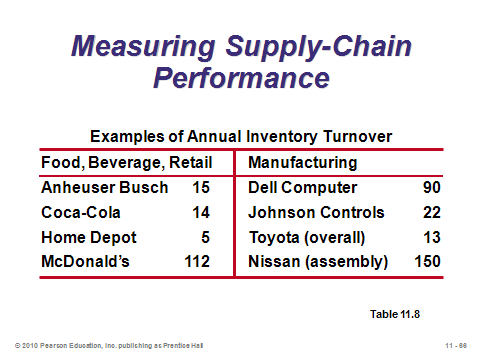 Measuring Supply-Chain
Performance
Examples of Annual Inventory Turnover
Food, Beverage, Retail Manufacturing
Anheuser Busch 15 Dell Computer 90
Coca-Cola 14 Johnson Controls 22
Home Depot 5 Toyota (overall) 13
McDonald's 112 Nissan (assembly) 150
Table 11.8
© 2010 Pearson Education, Inc. publishing as Prentice Hall 11 - 66